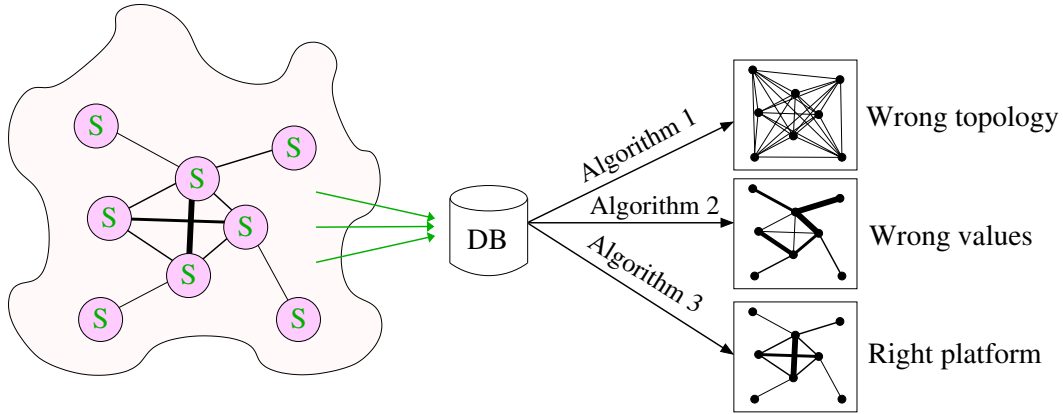 S
S
S
S
S
S
S
S
DB
Algorithm 1
Algorithm 2
Algorithm 3
Wrong topology
Wrong values
Right platform